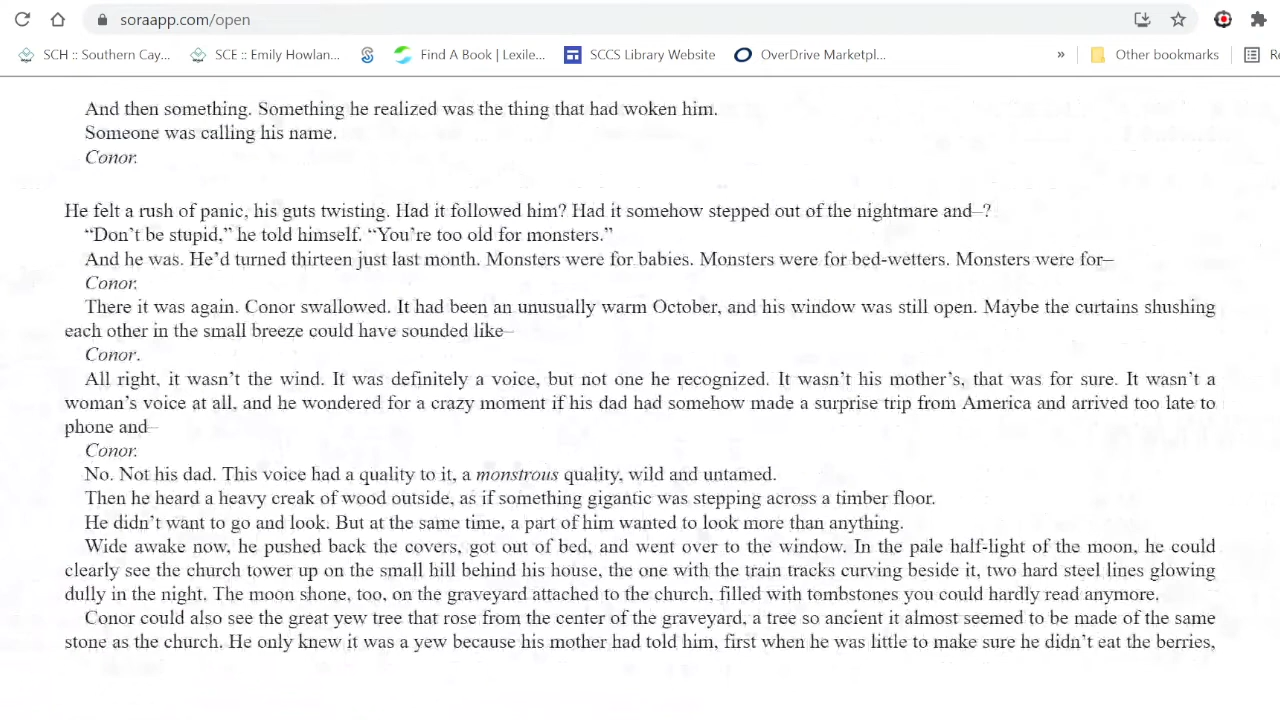 soraapp.com/open
SCH :: Southern Cay...
SCE :: Emily Howlan...
Find A Book | Lexile...
SCCS Library Website
OverDrive Marketpl...
»
Other bookmarks
Re
And then something. Something he realized was the thing that had woken him.
Someone was calling his name.
Conor.
He felt a rush of panic, his guts twisting. Had it followed him? Had it somehow stepped out of the nightmare and–?
“Don’t be stupid,” he told himself. “You’re too old for monsters.”
And he was. He’d turned thirteen just last month. Monsters were for babies. Monsters were for bed-wetters. Monsters were for–
Conor.
There it was again. Conor swallowed. It had been an unusually warm October, and his window was still open. Maybe the curtains shushing
each other in the small breeze could have sounded like–
Conor.
All right, it wasn’t the wind. It was definitely a voice, but not one he recognized. It wasn’t his mother’s, that was for sure. It wasn’t a
woman’s voice at all, and he wondered for a crazy moment if his dad had somehow made a surprise trip from America and arrived too late to
phone and–
Conor.
No. Not his dad. This voice had a quality to it, a monstrous quality, wild and untamed.
Then he heard a heavy creak of wood outside, as if something gigantic was stepping across a timber floor.
He didn’t want to go and look. But at the same time, a part of him wanted to look more than anything.
Wide awake now, he pushed back the covers, got out of bed, and went over to the window. In the pale half-light of the moon, he could
clearly see the church tower up on the small hill behind his house, the one with the train tracks curving beside it, two hard steel lines glowing
dully in the night. The moon shone, too, on the graveyard attached to the church, filled with tombstones you could hardly read anymore.
Conor could also see the great yew tree that rose from the center of the graveyard, a tree so ancient it almost seemed to be made of the same
stone as the church. He only knew it was a yew because his mother had told him, first when he was little to make sure he didn’t eat the berries,